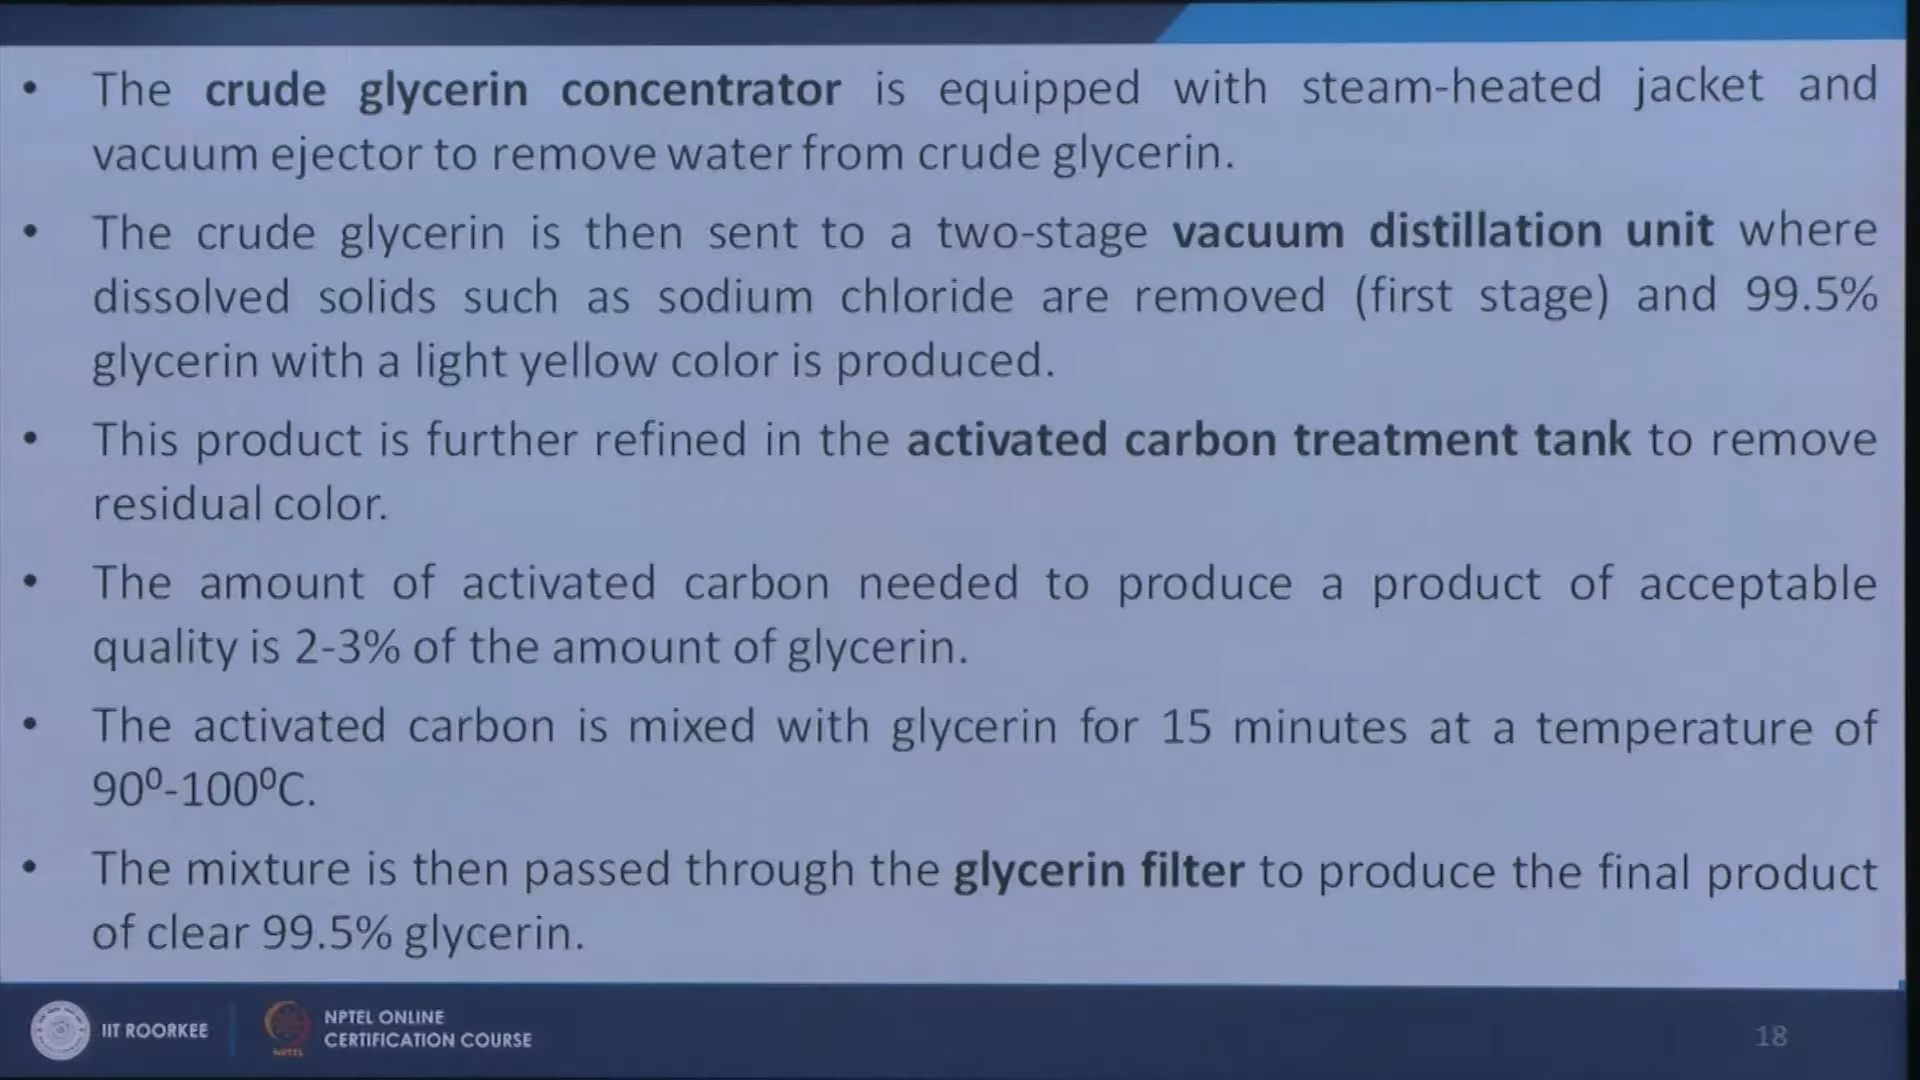 • The crude glycerin concentrator is equipped with steam-heated jacket and
vacuum ejector to remove water from crude glycerin.
• The crude glycerin is then sent to a two-stage vacuum distillation unit where
dissolved solids such as sodium chloride are removed (first stage) and 99.5%
glycerin with a light yellow color is produced.
• This product is further refined in the activated carbon treatment tank to remove
residual color.
• The amount of activated carbon needed to produce a product of acceptable
quality is 2-3% of the amount of glycerin.
• The activated carbon is mixed with glycerin for 15 minutes at a temperature of
90⁰-100⁰C.
• The mixture is then passed through the glycerin filter to produce the final product
of clear 99.5% glycerin.
IIT ROORKEE
NPTEL
NPTEL ONLINE
CERTIFICATION COURSE
18